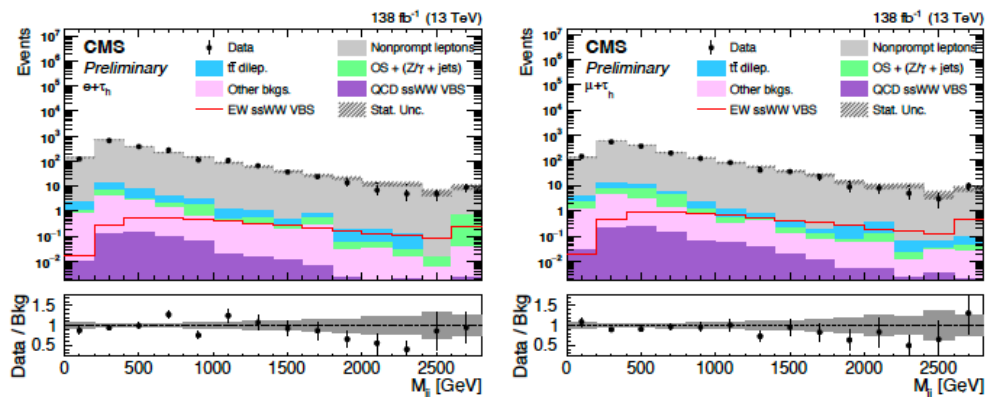 138 fb⁻¹ (13 TeV)
CMS
Preliminary
e+τh
Data
Nonprompt leptons
tt̄ dilep.
OS + (Z/γ + jets)
Other bkgs.
QCD ssWW VBS
EW ssWW VBS
Stat. Unc.
Events
10⁷
10⁶
10⁵
10⁴
10³
10²
10
1
10⁻¹
10⁻²
Data / Bkg
1.5
1
0.5
0 500 1000 1500 2000 2500
Mjj [GeV]
138 fb⁻¹ (13 TeV)
CMS
Preliminary
μ+τh
Data
Nonprompt leptons
tt̄ dilep.
OS + (Z/γ + jets)
Other bkgs.
QCD ssWW VBS
EW ssWW VBS
Stat. Unc.
Events
10⁷
10⁶
10⁵
10⁴
10³
10²
10
1
10⁻¹
10⁻²
Data / Bkg
1.5
1
0.5
0 500 1000 1500 2000 2500
Mjj [GeV]